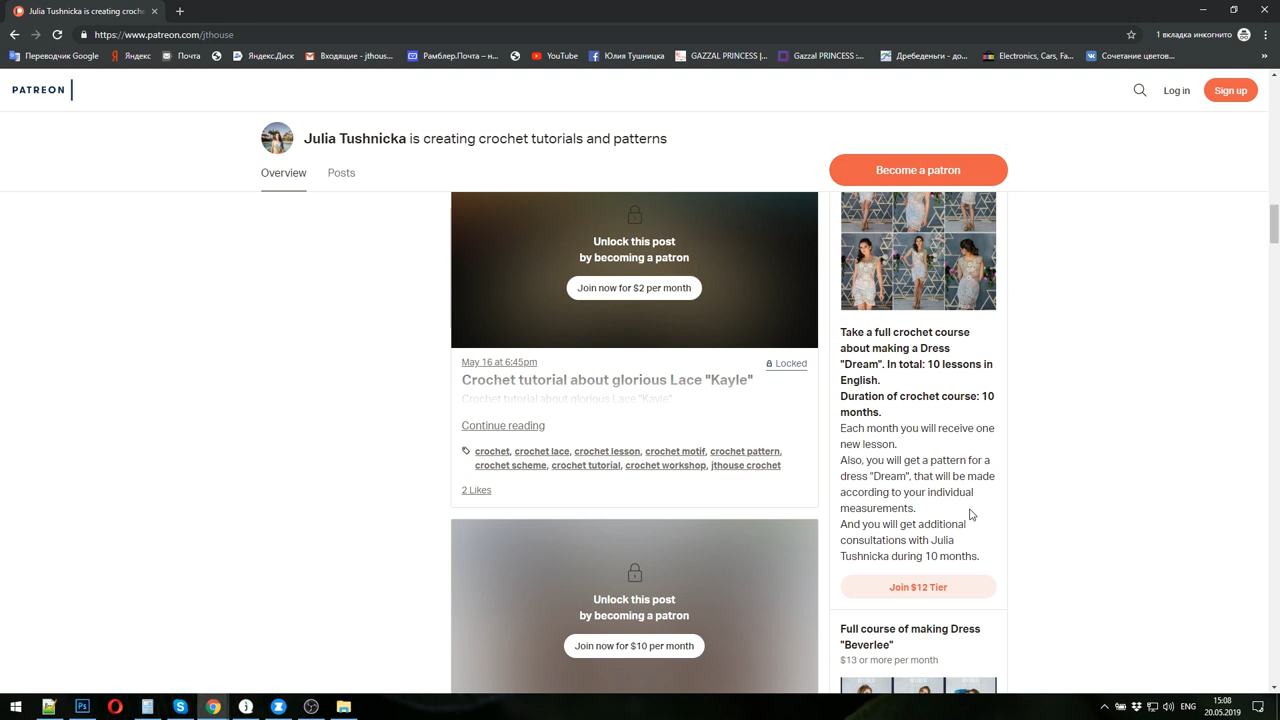 Julia Tushnicka is creating croch
https://www.patreon.com/jthouse
1 вкладка инкогнито
Переводчик Google
Яндекс
Почта
Яндекс.Диск
Входящие - jthous...
Рамблер.Почта – н...
YouTube
Юлия Тушницка
GAZZAL PRINCESS |...
Gazzal PRINCESS :...
Дребеденьги - до...
Electronics, Cars, Fa...
Сочетание цветов...
PATREON
Log in
Sign up
Julia Tushnicka is creating crochet tutorials and patterns
Overview
Posts
Become a patron
Unlock this post
by becoming a patron
Join now for $2 per month
May 16 at 6:45pm
Locked
Crochet tutorial about glorious Lace "Kayle"
Crochet tutorial about glorious Lace "Kayle"
Continue reading
crochet, crochet lace, crochet lesson, crochet motif, crochet pattern,
crochet scheme, crochet tutorial, crochet workshop, jthouse crochet
2 Likes
Unlock this post
by becoming a patron
Join now for $10 per month
Take a full crochet course
about making a Dress
"Dream". In total: 10 lessons in
English.
Duration of crochet course: 10
months.
Each month you will receive one
new lesson.
Also, you will get a pattern for a
dress "Dream", that will be made
according to your individual
measurements.
And you will get additional
consultations with Julia
Tushnicka during 10 months.
Join $12 Tier
Full course of making Dress
"Beverlee"
$13 or more per month
ENG
15:08
20.05.2019